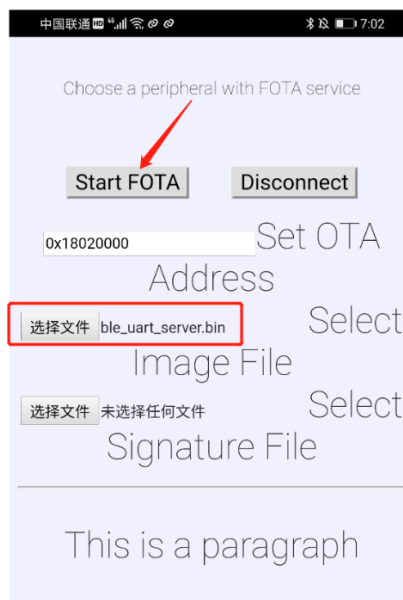 中国联通 HD 46 7:02
Choose a peripheral with FOTA service
Start FOTA Disconnect
0x18020000 Set OTA
Address
选择文件 ble_uart_server.bin Select
Image File
选择文件 未选择任何文件 Select
Signature File
This is a paragraph